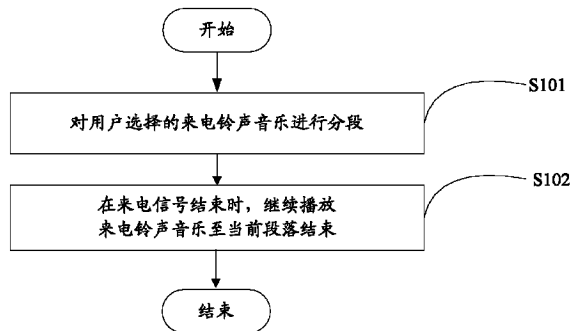 开始
对用户选择的来电铃声音乐进行分段
S101
在来电信号结束时，继续播放
来电铃声音乐至当前段落结束
S102
结束